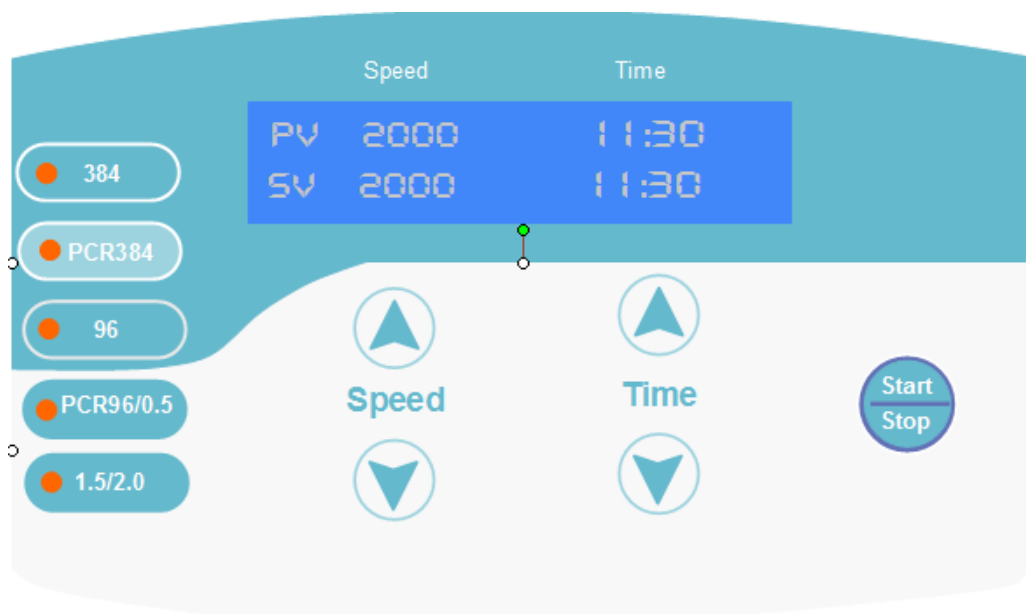 Speed Time
PV 2000 11:30
SV 2000 11:30
384
PCR384
96
PCR96/0.5
1.5/2.0
Speed
Time
Start
Stop